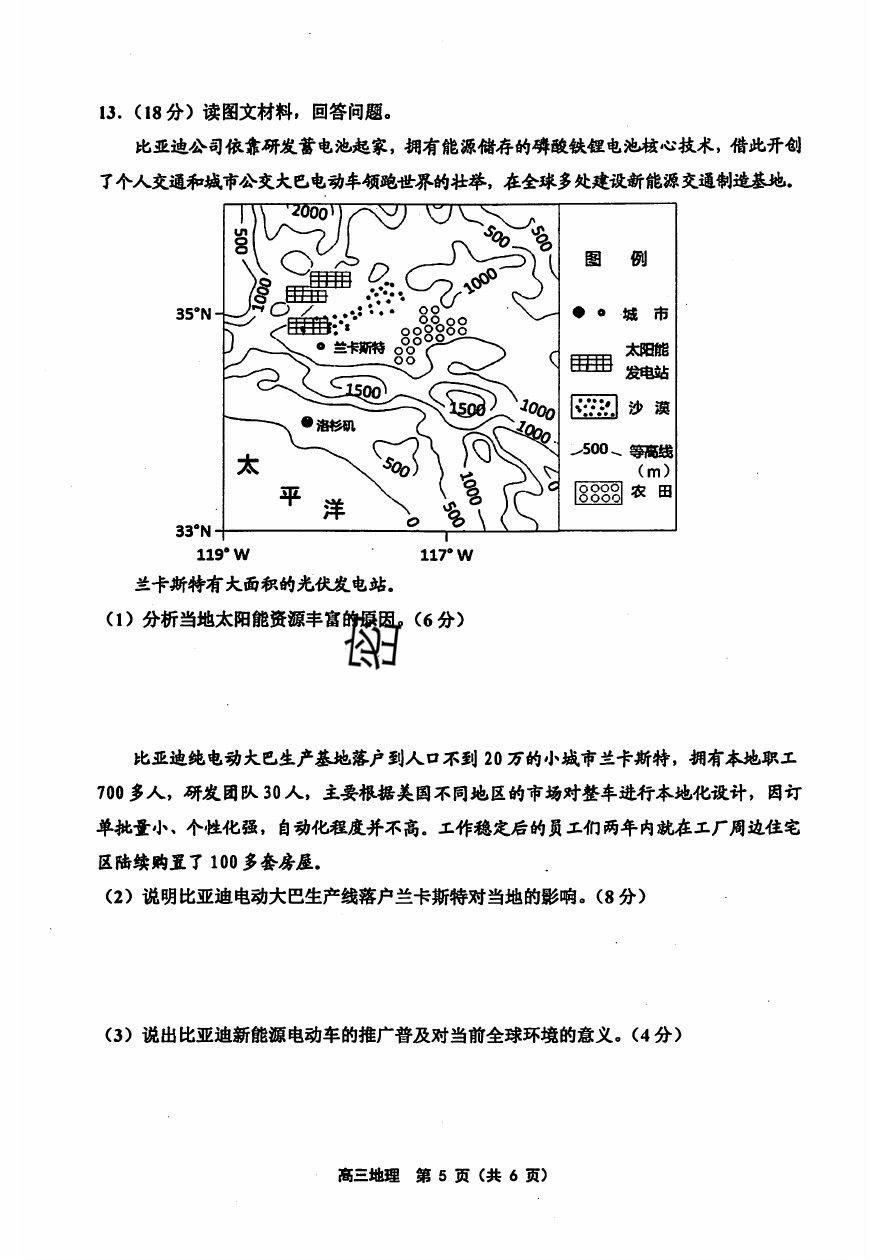 13．（18分）读图文材料，回答问题。
比亚迪公司依靠研发蓄电池起家，拥有能源储存的磷酸铁锂电池核心技术，借此开创
了个人交通和城市公交大巴电动车领跑世界的壮举，在全球多处建设新能源交通制造基地。
2000
500
500
500
1000
1000
35°N
兰卡斯特
1500
1500
1000
1000
洛杉矶
500
1000
500
0
太
平
洋
33°N
119°W
117°W
图 例
城 市
太阳能
发电站
沙 漠
500
等高线
（m）
农 田
兰卡斯特有大面积的光伏发电站。
（1）分析当地太阳能资源丰富的原因。（6分）
密
比亚迪纯电动大巴生产基地落户到人口不到 20 万的小城市兰卡斯特，拥有本地职工
700 多人，研发团队 30 人，主要根据美国不同地区的市场对整车进行本地化设计，因订
单批量小、个性化强，自动化程度并不高。工作稳定后的员工们两年内就在工厂周边住宅
区陆续购置了 100 多套房屋。
（2）说明比亚迪电动大巴生产线落户兰卡斯特对当地的影响。（8分）
（3）说出比亚迪新能源电动车的推广普及对当前全球环境的意义。（4分）
高三地理 第 5 页（共 6 页）